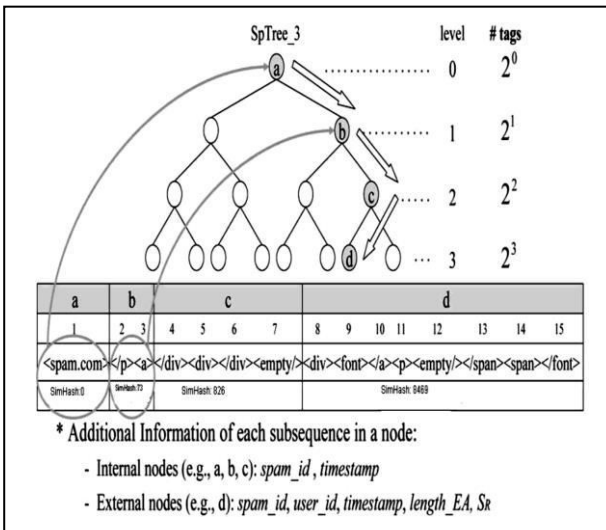 SpTree_3 level # tags
a ................ 0 2^0
b ......... 1 2^1
c ..... 2 2^2
d ... 3 2^3
a b c d
1 2 3 4 5 6 7 8 9 10 11 12 13 14 15
<spam.com></p><a></div><div></div><empty/><div><font></a><p><empty/></span><span></font>
SimHash:0 SimHash:73 SimHash: 826 SimHash: 8469
* Additional Information of each subsequence in a node:
- Internal nodes (e.g., a, b, c): spam_id , timestamp
- External nodes (e.g., d): spam_id, user_id, timestamp, length_EA, SR